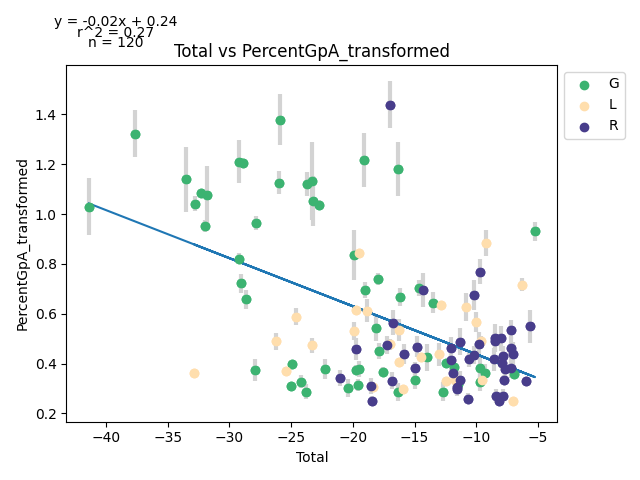 y = -0.02x + 0.24
r^2 = 0.27
n = 120
Total vs PercentGpA_transformed
G
L
R
PercentGpA_transformed
1.4
1.2
1.0
0.8
0.6
0.4
0.2
−40 −35 −30 −25 −20 −15 −10 −5
Total